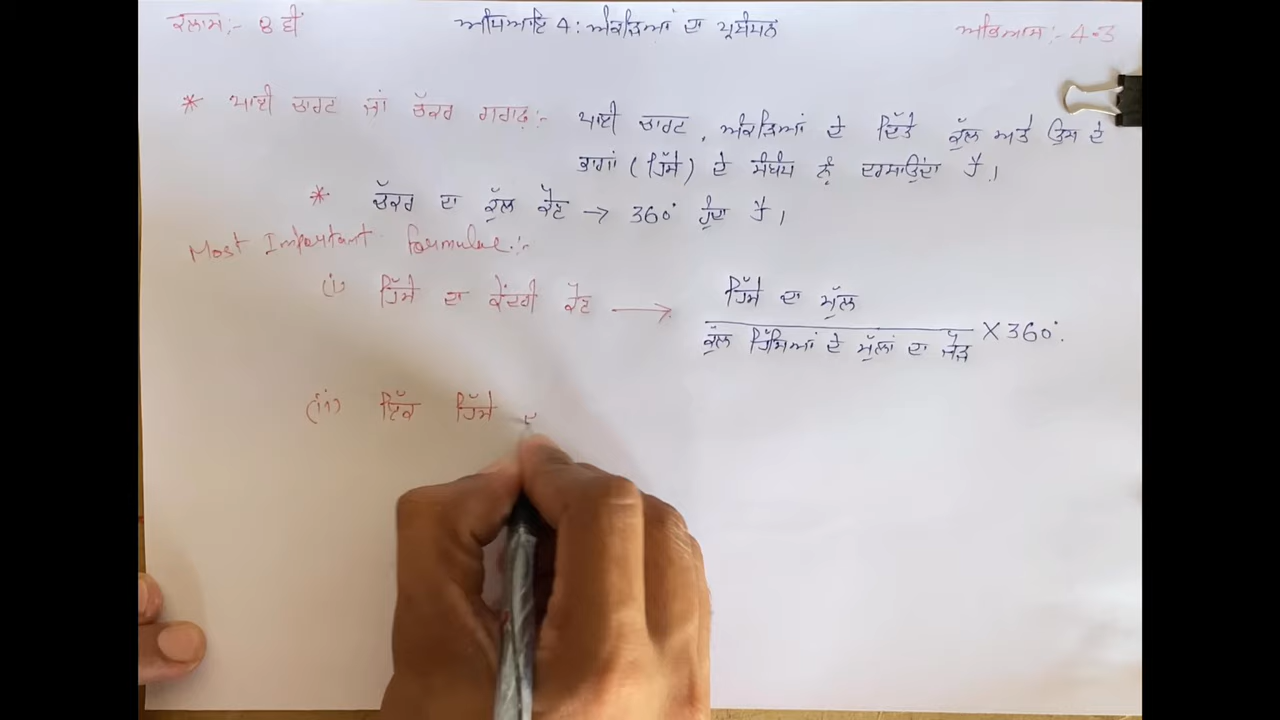 ਕਲਾਸ:- 8 ਵੀਂ ਅਧਿਆਇ 4: ਅੰਕੜਿਆਂ ਦਾ ਪ੍ਰਬੰਧਨ ਅਭਿਆਸ:- 4.3
* ਪਾਈ ਚਾਰਟ ਜਾਂ ਚੱਕਰ ਗਰਾਫ਼:- ਪਾਈ ਚਾਰਟ, ਅੰਕੜਿਆਂ ਦੇ ਦਿੱਤੇ ਕੁੱਲ ਅਤੇ ਉਸ ਦੇ
ਭਾਗਾਂ (ਹਿੱਸੇ) ਦੇ ਸੰਬੰਧ ਨੂੰ ਦਰਸਾਉਂਦਾ ਹੈ।
* ਚੱਕਰ ਦਾ ਕੁੱਲ ਕੋਣ → 360° ਹੁੰਦਾ ਹੈ।
Most Important formulae:-
(i) ਹਿੱਸੇ ਦਾ ਕੇਂਦਰੀ ਕੋਣ → ਹਿੱਸੇ ਦਾ ਮੁੱਲ
ਕੁੱਲ ਹਿੱਸਿਆਂ ਦੇ ਮੁੱਲਾਂ ਦਾ ਜੋੜ × 360°.
(ii) ਇੱਕ ਹਿੱਸੇ